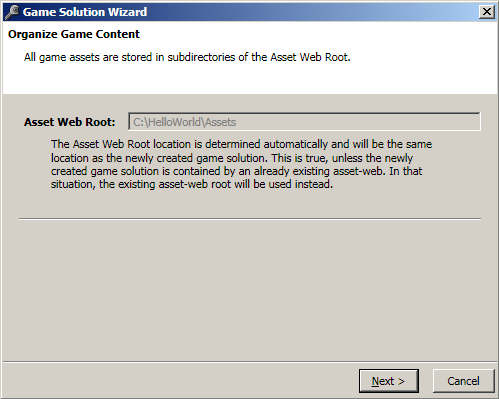 Game Solution Wizard
Organize Game Content
All game assets are stored in subdirectories of the Asset Web Root.
Asset Web Root: C:\HelloWorld\Assets
The Asset Web Root location is determined automatically and will be the same
location as the newly created game solution. This is true, unless the newly
created game solution is contained by an already existing asset-web. In that
situation, the existing asset-web root will be used instead.
Next > Cancel